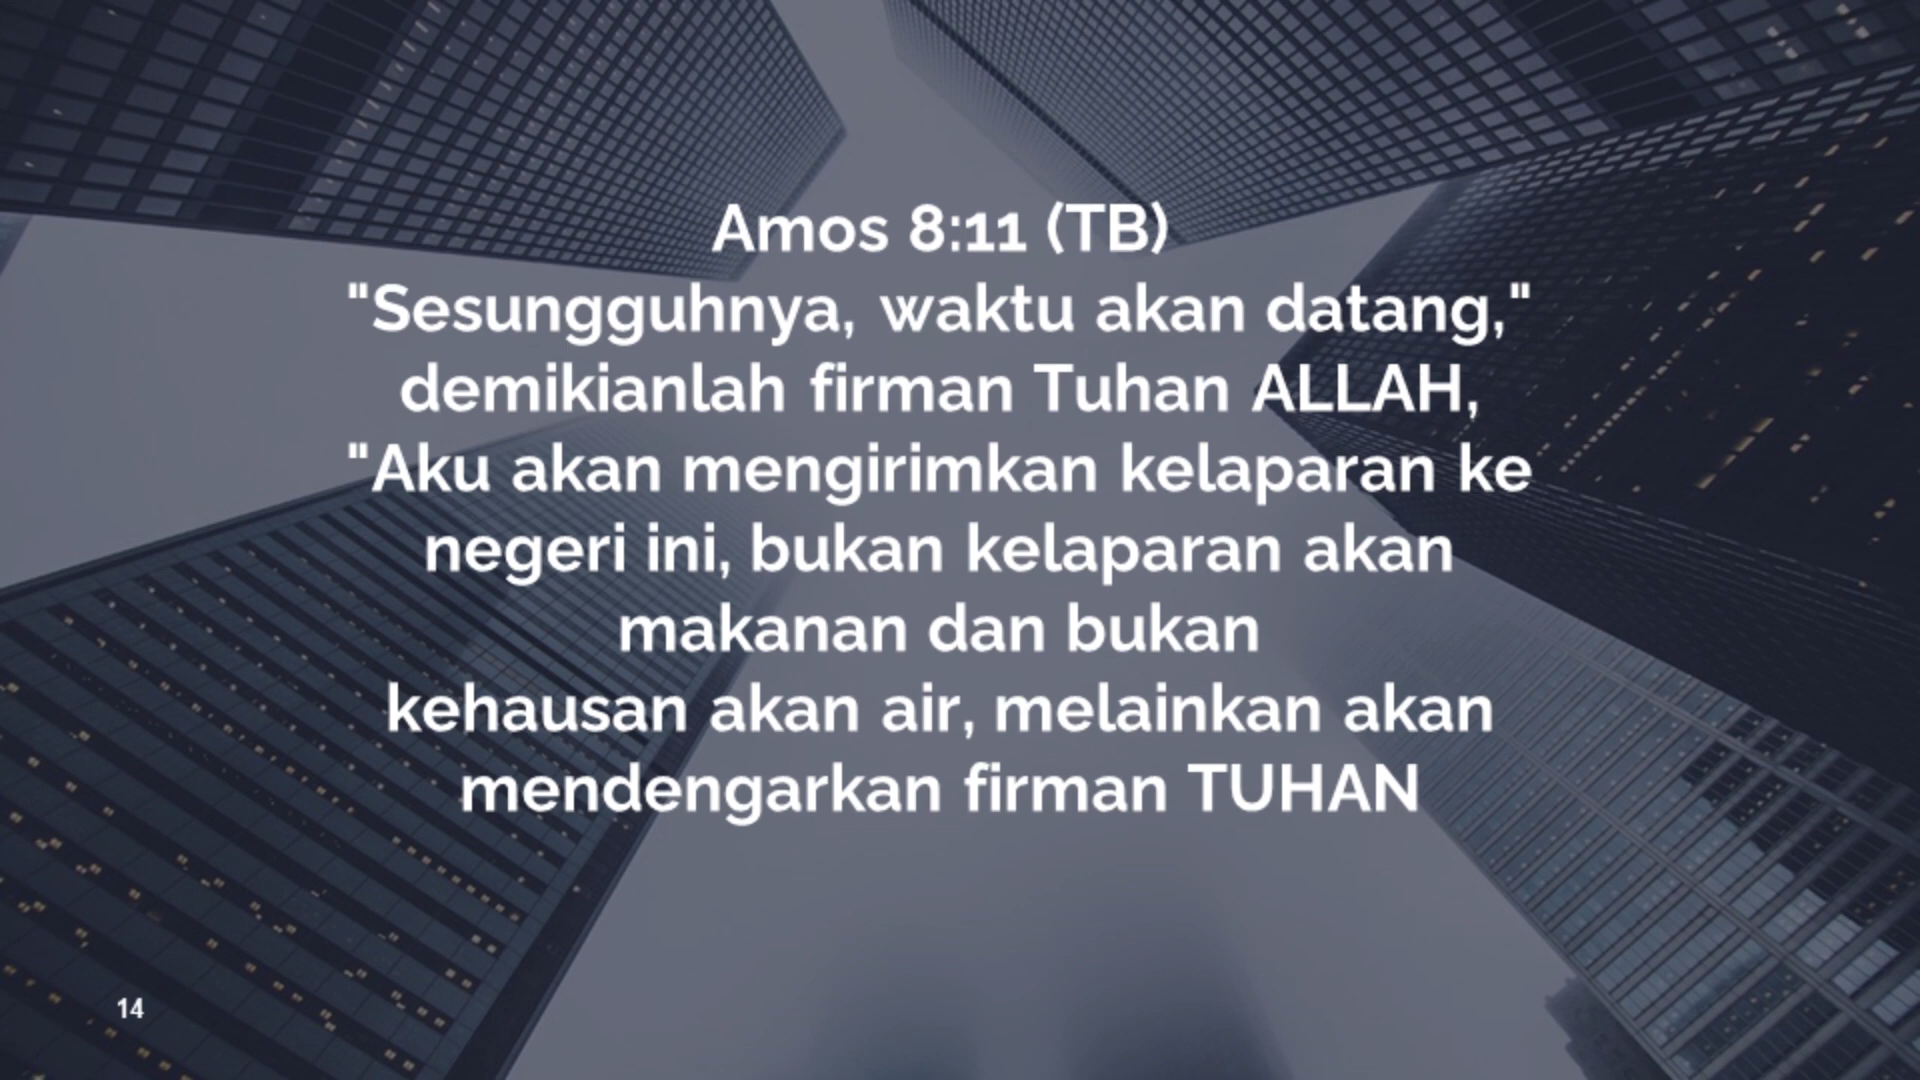 Amos 8:11 (TB)
"Sesungguhnya, waktu akan datang,"
demikianlah firman Tuhan ALLAH,
"Aku akan mengirimkan kelaparan ke
negeri ini, bukan kelaparan akan
makanan dan bukan
kehausan akan air, melainkan akan
mendengarkan firman TUHAN
14